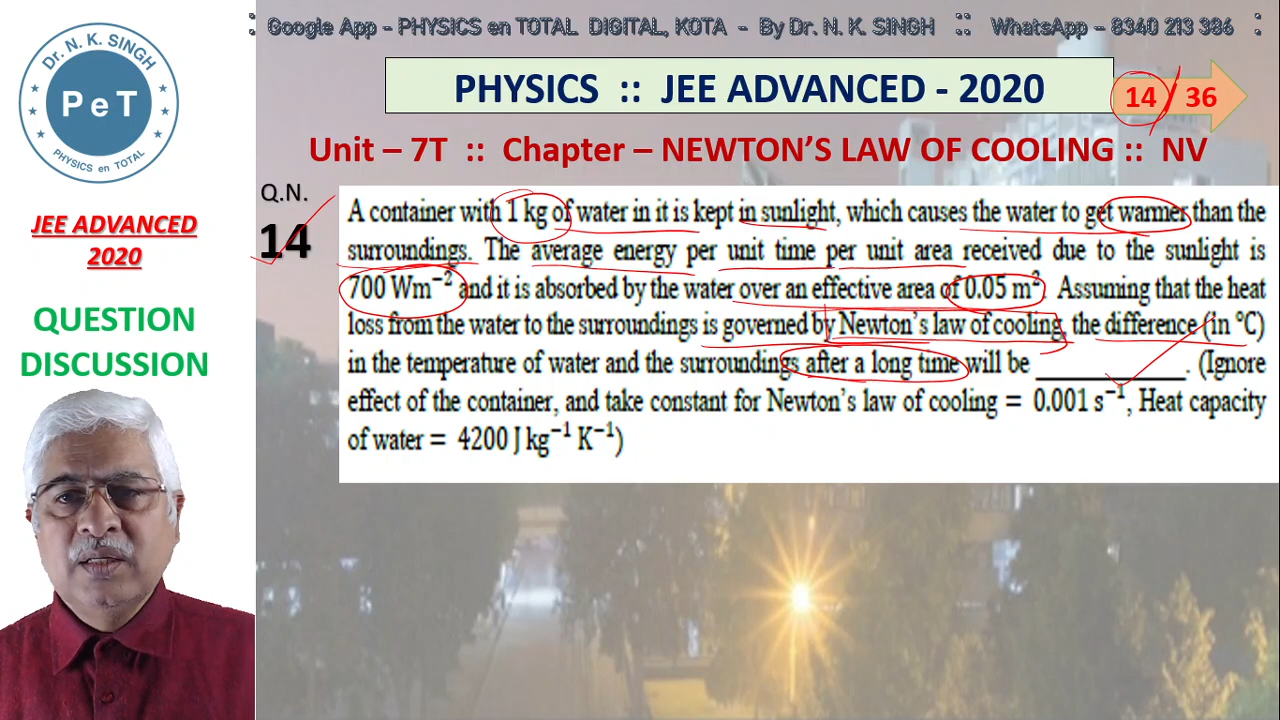 :: Google App - PHYSICS en TOTAL DIGITAL, KOTA - By Dr. N. K. SINGH :: WhatsApp - 8340 213 386 :
Dr. N. K. SINGH
PeT
PHYSICS en TOTAL
PHYSICS :: JEE ADVANCED - 2020
14 / 36
Unit – 7T :: Chapter – NEWTON'S LAW OF COOLING :: NV
Q.N.
14
JEE ADVANCED
2020
QUESTION
DISCUSSION
A container with 1 kg of water in it is kept in sunlight, which causes the water to get warmer than the
surroundings. The average energy per unit time per unit area received due to the sunlight is
700 Wm⁻² and it is absorbed by the water over an effective area of 0.05 m². Assuming that the heat
loss from the water to the surroundings is governed by Newton's law of cooling, the difference (in °C)
in the temperature of water and the surroundings after a long time will be ____________. (Ignore
effect of the container, and take constant for Newton's law of cooling = 0.001 s⁻¹, Heat capacity
of water = 4200 J kg⁻¹ K⁻¹)